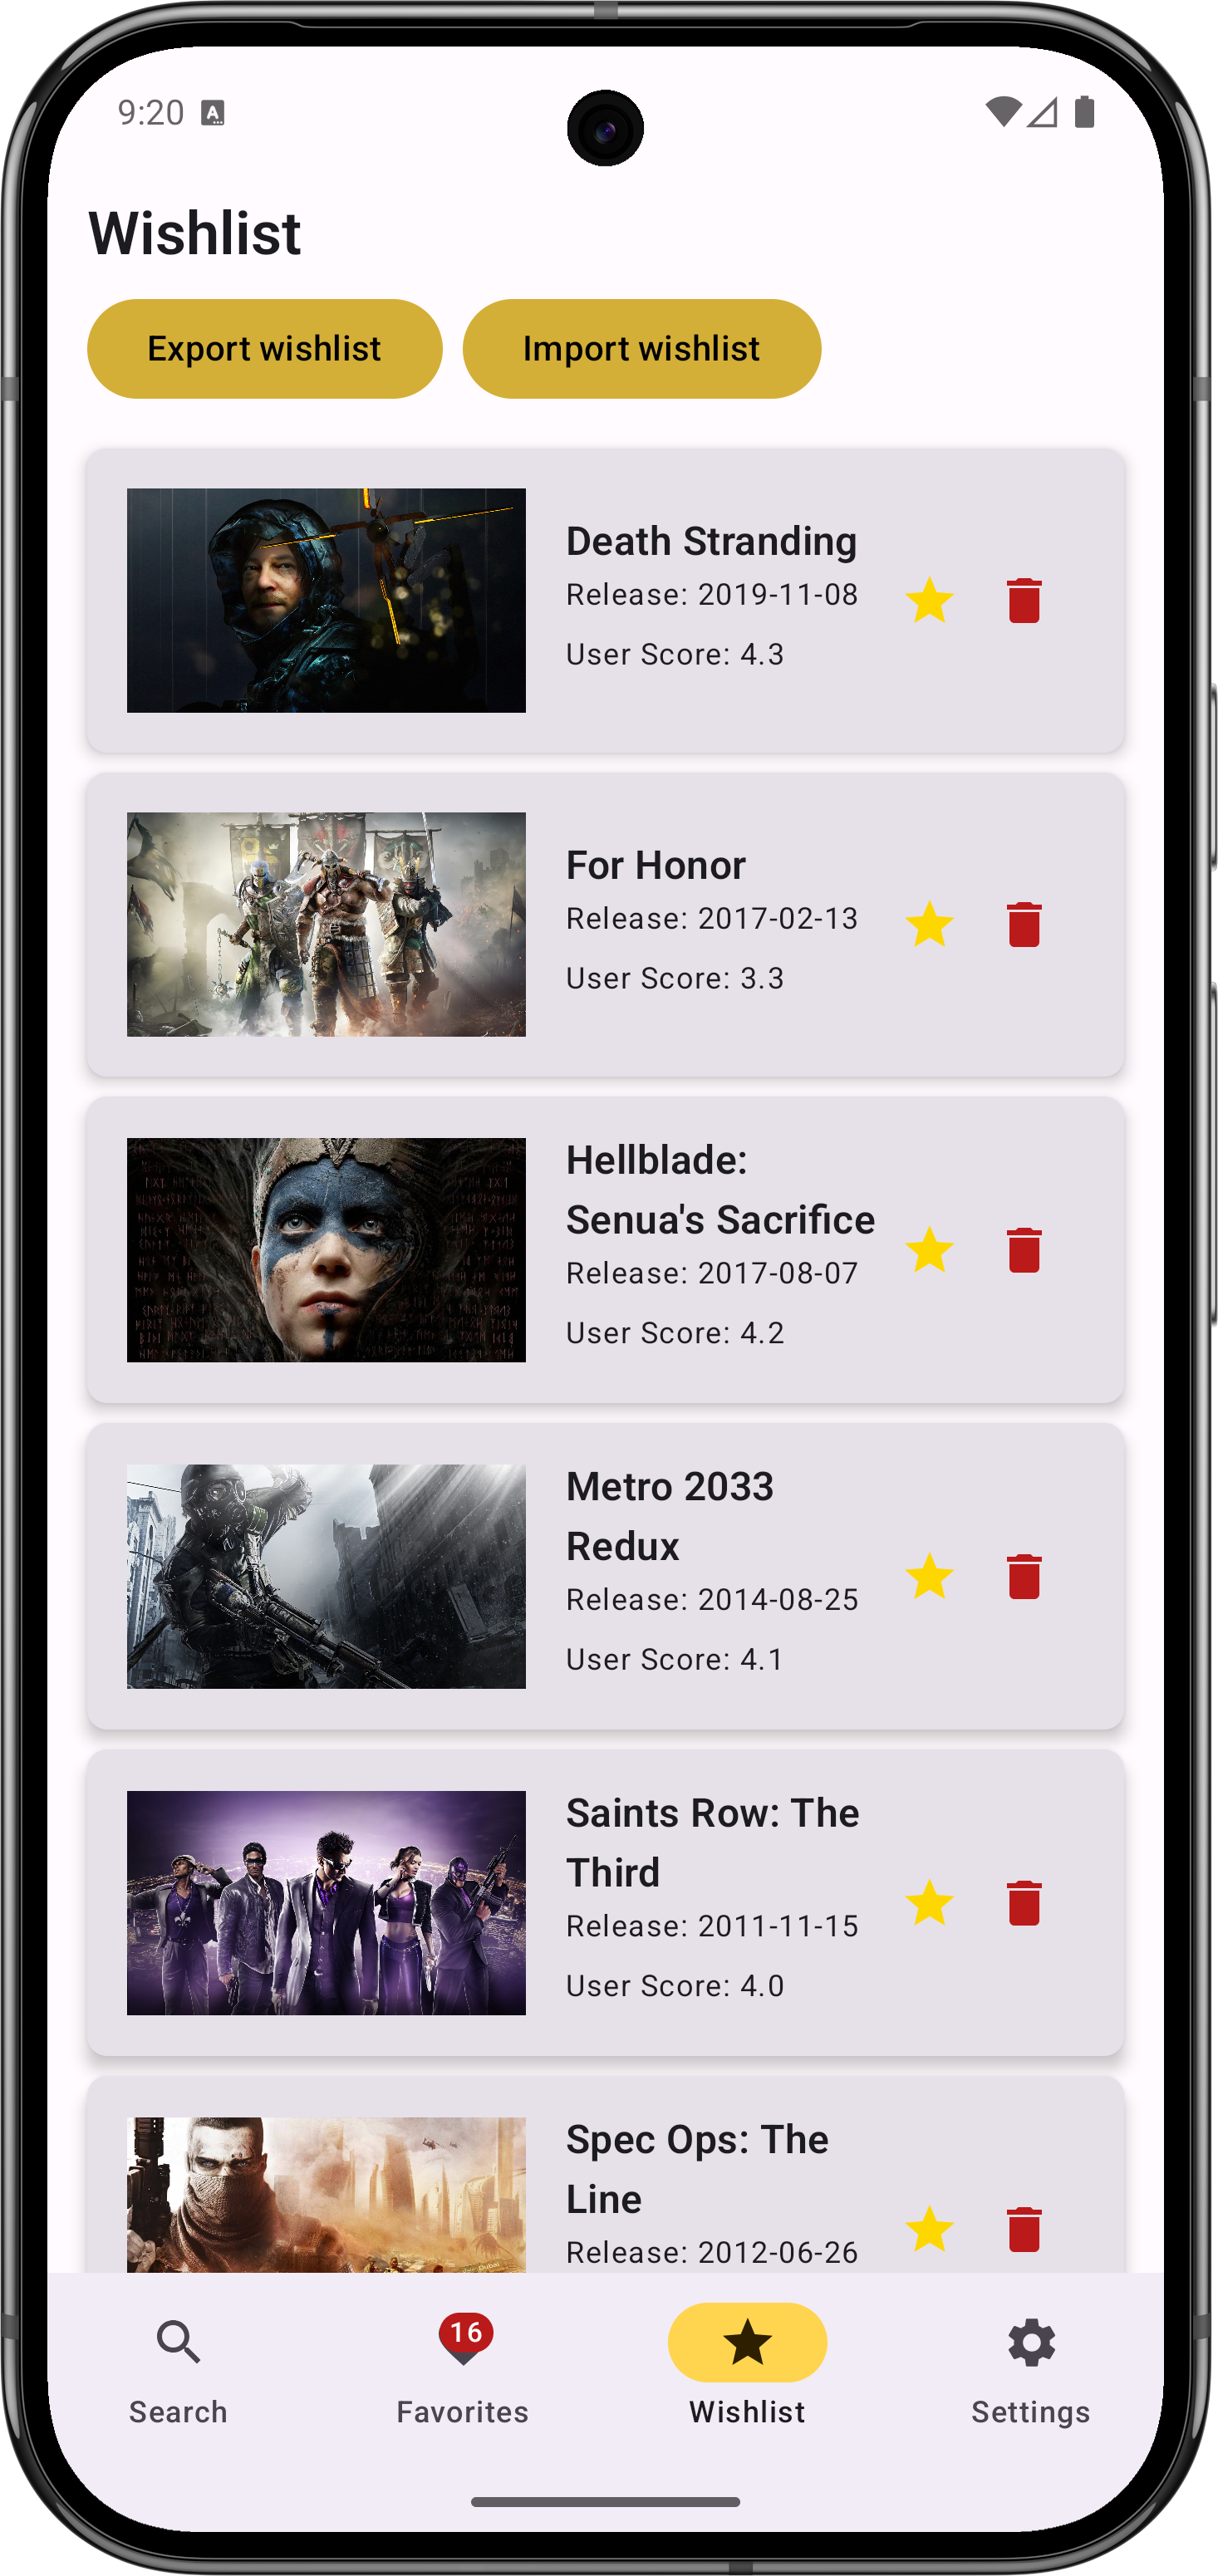 9:20
Wishlist
Export wishlist
Import wishlist
Death Stranding
Release: 2019-11-08
User Score: 4.3
For Honor
Release: 2017-02-13
User Score: 3.3
Hellblade:
Senua's Sacrifice
Release: 2017-08-07
User Score: 4.2
Metro 2033
Redux
Release: 2014-08-25
User Score: 4.1
Saints Row: The
Third
Release: 2011-11-15
User Score: 4.0
Spec Ops: The
Line
Release: 2012-06-26
16
Search
Favorites
Wishlist
Settings